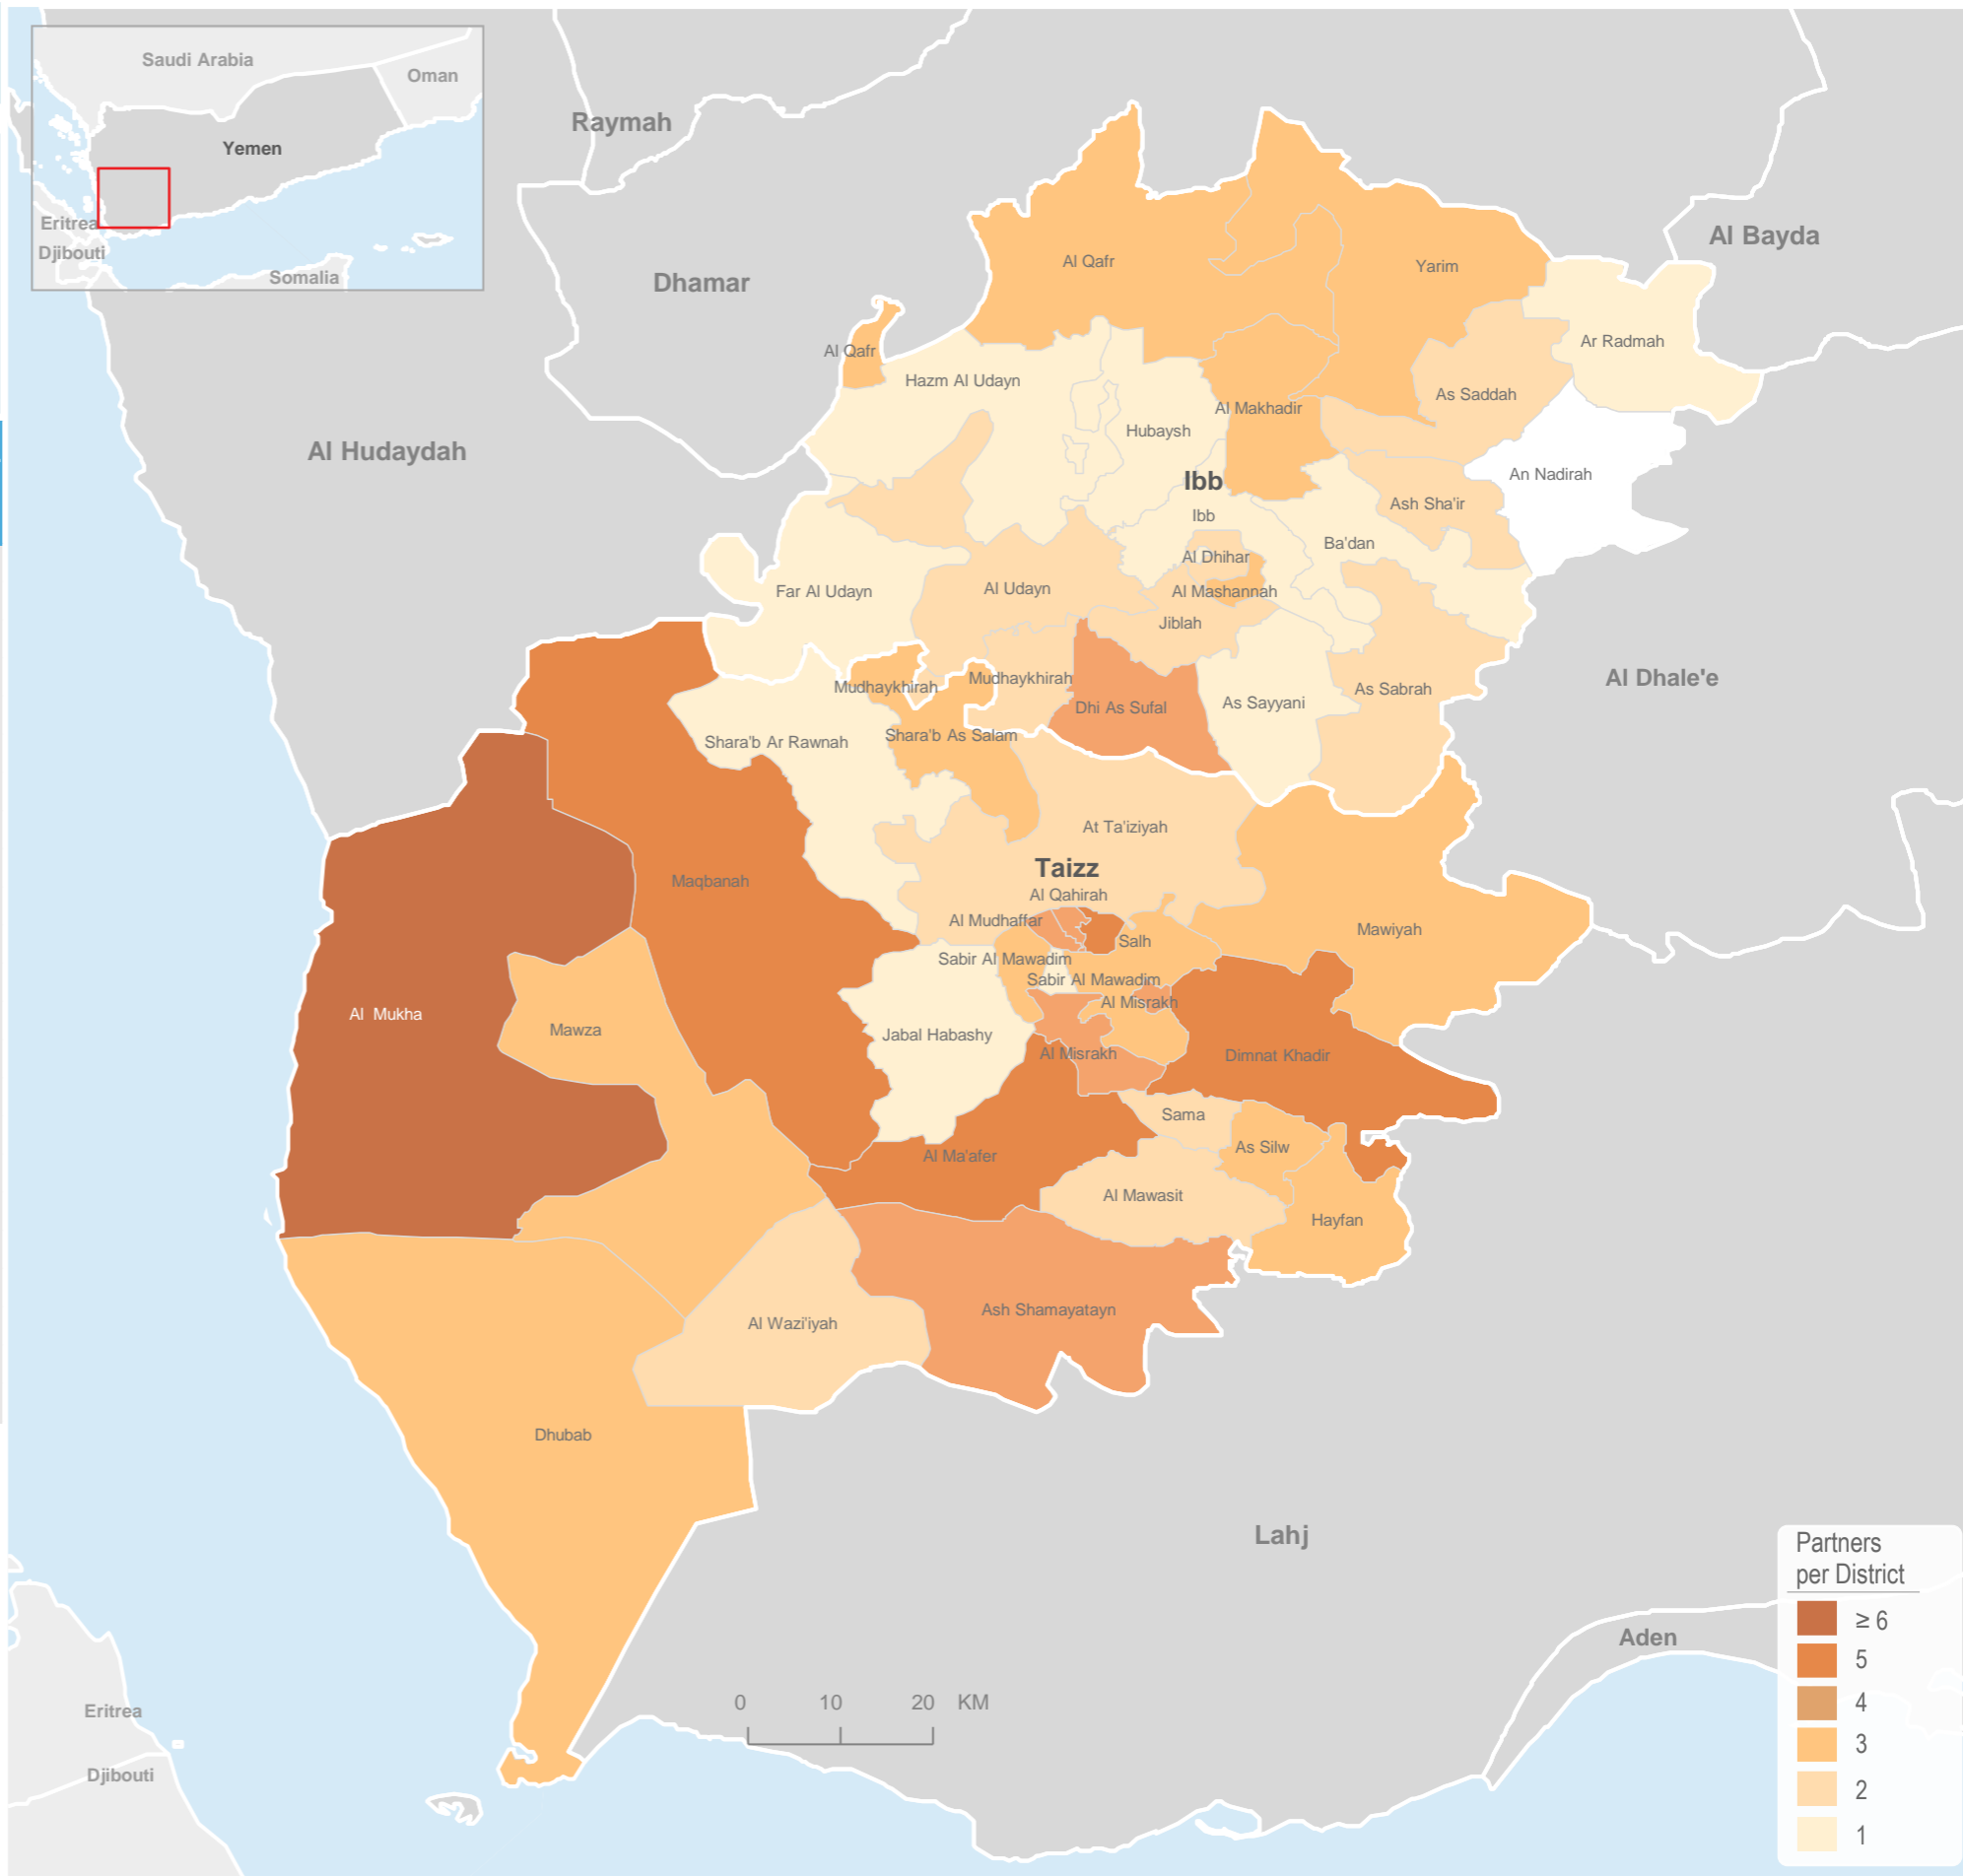 Saudi Arabia
Oman
Yemen
Eritrea
Djibouti
Somalia
Raymah
Dhamar
Al Bayda
Al Hudaydah
Al Dhale'e
Al Qafr
Yarim
Ar Radmah
Al Qafr
Hazm Al Udayn
As Saddah
Al Makhadir
Hubaysh
An Nadirah
Ibb
Ash Sha'ir
Ibb
Ba'dan
Al Dhihar
Far Al Udayn
Al Udayn
Al Mashannah
Jiblah
Mudhaykhirah
Mudhaykhirah
As Sabrah
Dhi As Sufal
As Sayyani
Shara'b Ar Rawnah
Shara'b As Salam
At Ta'iziyah
Taizz
Maqbanah
Al Qahirah
Al Mudhaffar
Salh
Mawiyah
Sabir Al Mawadim
Sabir Al Mawadim
Al Misrakh
Al Mukha
Mawza
Jabal Habashy
Al Misrakh
Dimnat Khadir
Sama
As Silw
Al Ma'afer
Al Mawasit
Hayfan
Ash Shamayatayn
Al Wazi'iyah
Dhubab
Lahj
Aden
Eritrea
Djibouti
0 10 20 KM
Partners
per District
≥ 6
5
4
3
2
1